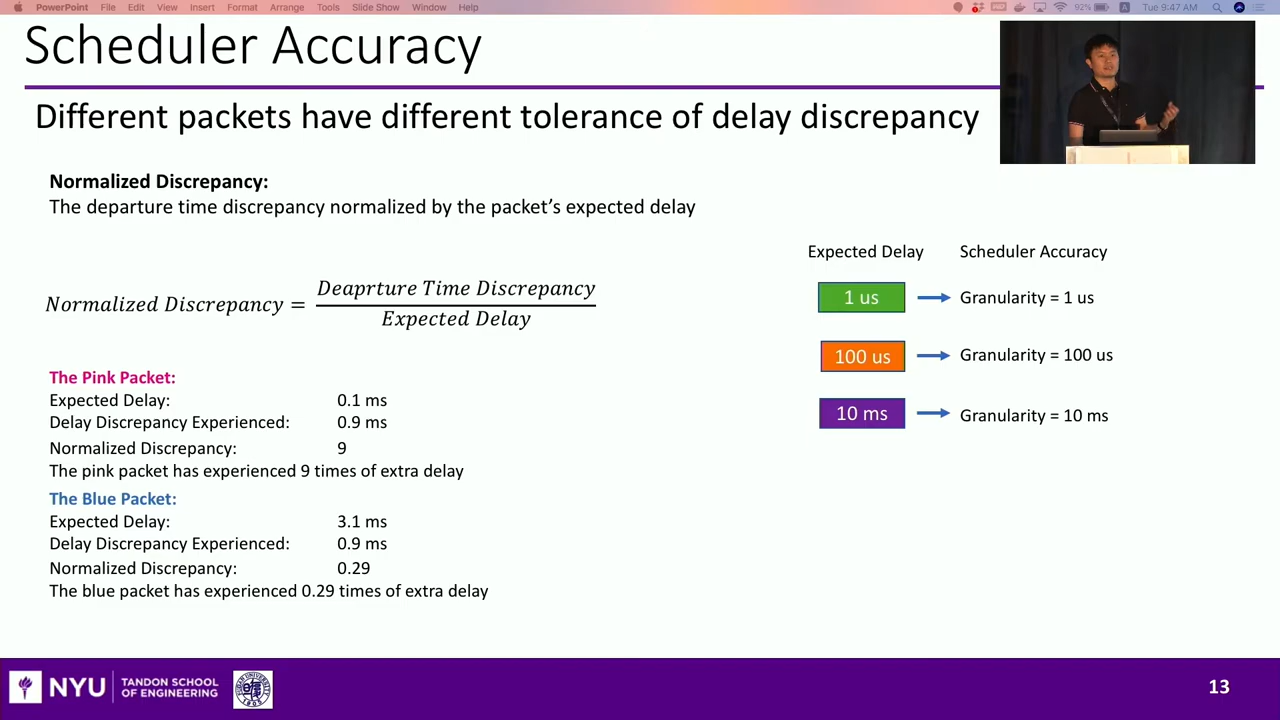 PowerPoint File Edit View Insert Format Arrange Tools Slide Show Window Help 92% A Tue 9:47 AM
Scheduler Accuracy
Different packets have different tolerance of delay discrepancy
Normalized Discrepancy:
The departure time discrepancy normalized by the packet’s expected delay
Normalized Discrepancy = Deaprture Time Discrepancy
Expected Delay
The Pink Packet:
Expected Delay: 0.1 ms
Delay Discrepancy Experienced: 0.9 ms
Normalized Discrepancy: 9
The pink packet has experienced 9 times of extra delay
The Blue Packet:
Expected Delay: 3.1 ms
Delay Discrepancy Experienced: 0.9 ms
Normalized Discrepancy: 0.29
The blue packet has experienced 0.29 times of extra delay
Expected Delay Scheduler Accuracy
1 us Granularity = 1 us
100 us Granularity = 100 us
10 ms Granularity = 10 ms
NYU TANDON SCHOOL
OF ENGINEERING
13